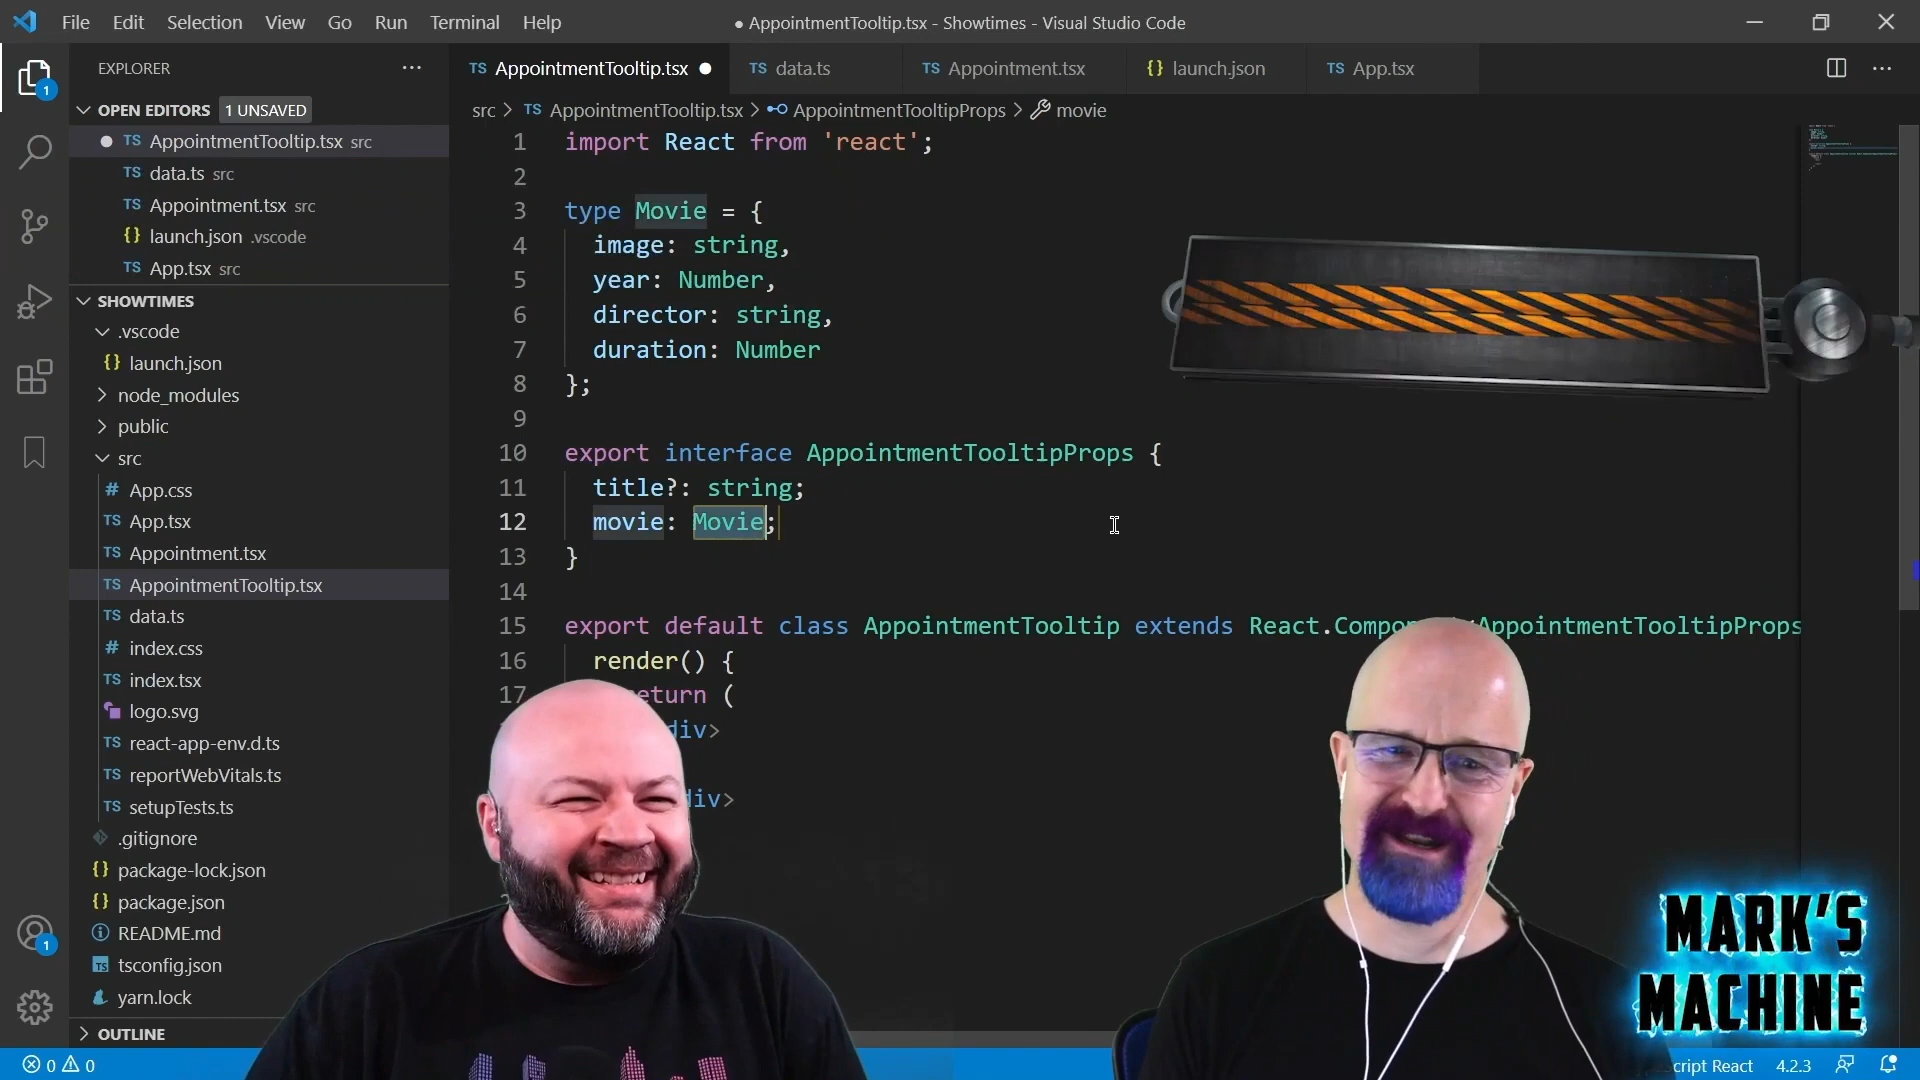 File Edit Selection View Go Run Terminal Help
● AppointmentTooltip.tsx - Showtimes - Visual Studio Code
EXPLORER
OPEN EDITORS 1 UNSAVED
TS AppointmentTooltip.tsx src
TS data.ts src
TS Appointment.tsx src
{} launch.json .vscode
TS App.tsx src
SHOWTIMES
.vscode
{} launch.json
node_modules
public
src
# App.css
TS App.tsx
TS Appointment.tsx
TS AppointmentTooltip.tsx
TS data.ts
# index.css
TS index.tsx
logo.svg
TS react-app-env.d.ts
TS reportWebVitals.ts
TS setupTests.ts
.gitignore
{} package-lock.json
{} package.json
README.md
TS tsconfig.json
yarn.lock
OUTLINE
1
1
TS AppointmentTooltip.tsx TS data.ts TS Appointment.tsx {} launch.json TS App.tsx
src > TS AppointmentTooltip.tsx > AppointmentTooltipProps > movie
1 import React from 'react';
2
3 type Movie = {
4 image: string,
5 year: Number,
6 director: string,
7 duration: Number
8 };
9
10 export interface AppointmentTooltipProps {
11 title?: string;
12 movie: Movie;
13 }
14
15 export default class AppointmentTooltip extends React.Compo AppointmentTooltipProps
16 render() {
17 eturn (
div>
div>
MARK'S
MACHINE
0 0
cript React 4.2.3